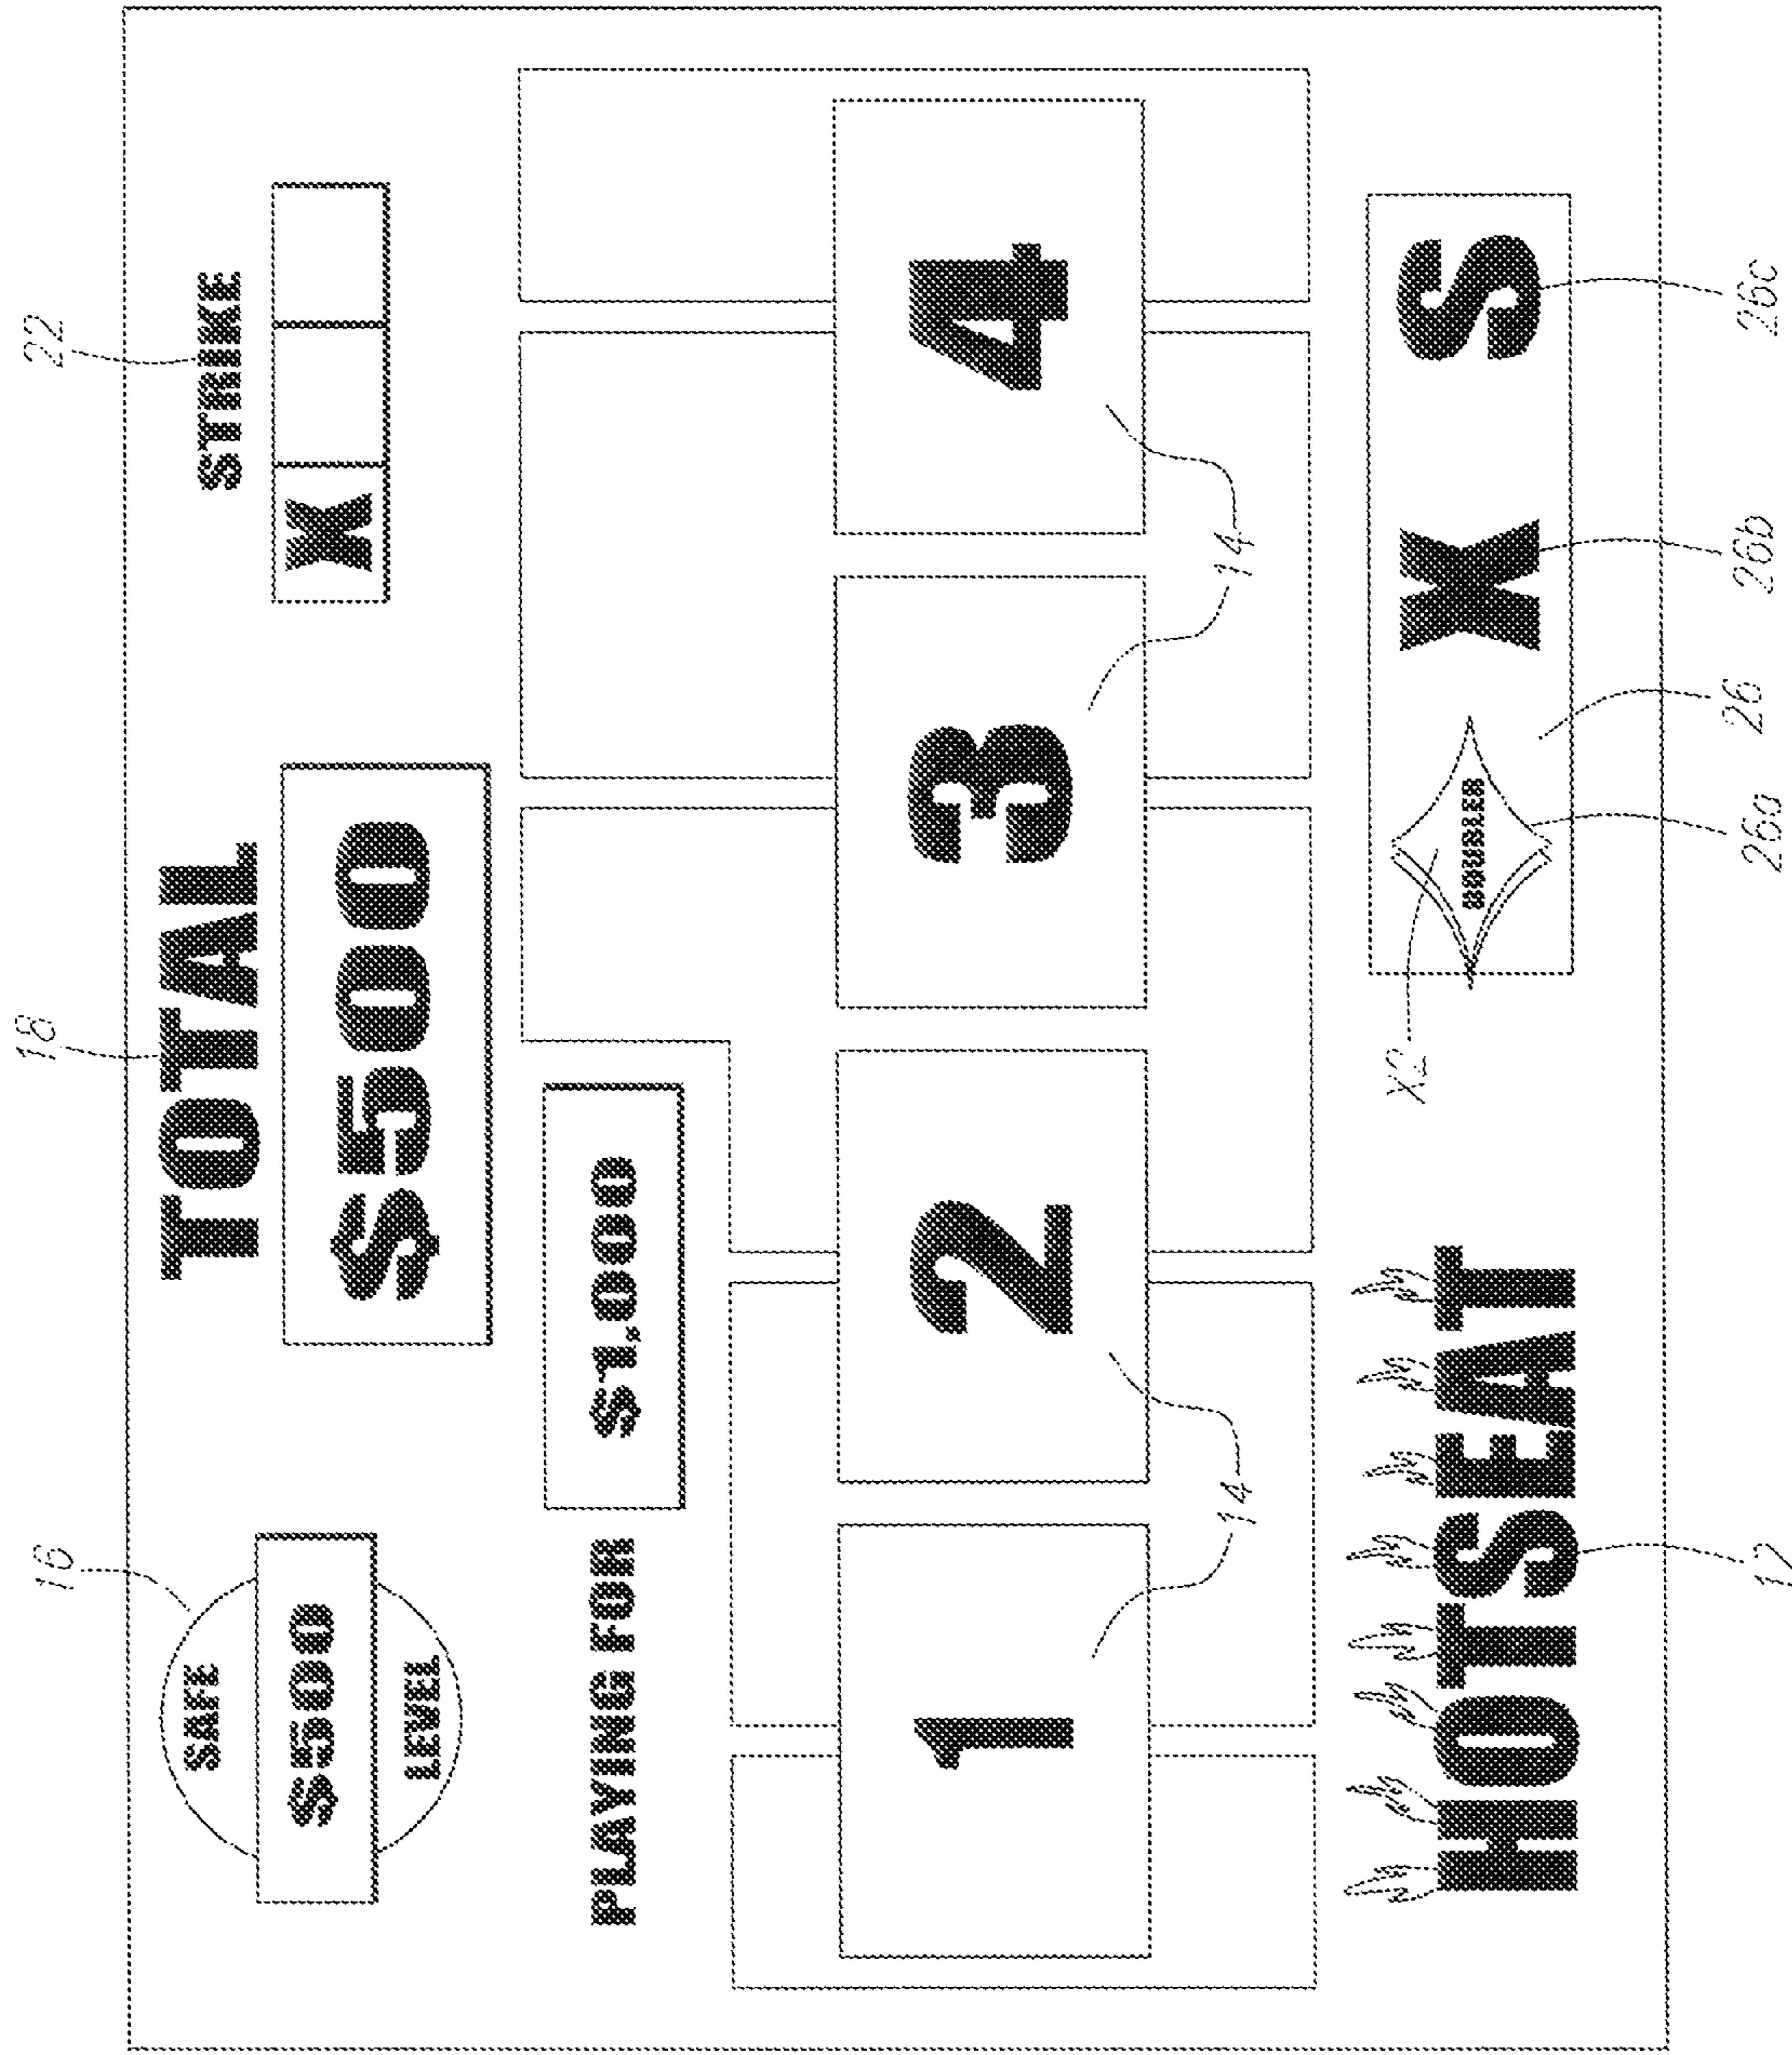 16
18
22
SAFE
$500
LEVEL
TOTAL
$500
STRIKE
X
PLAYING FOR
$1,000
1
2
3
4
14
14
HOTSEAT
12
X2
DOUBLER
X
S
26a
26
26b
26c